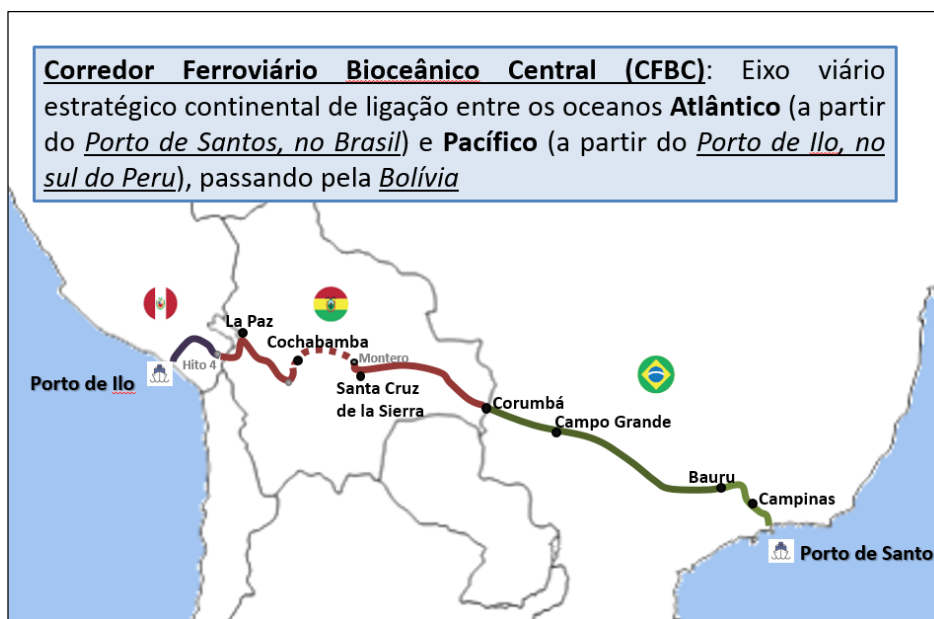 Corredor Ferroviário Bioceânico Central (CFBC): Eixo viário
estratégico continental de ligação entre os oceanos Atlântico (a partir
do Porto de Santos, no Brasil) e Pacífico (a partir do Porto de Ilo, no
sul do Peru), passando pela Bolívia
La Paz
Cochabamba
Hito 4
Montero
Porto de Ilo
Santa Cruz
de la Sierra
Corumbá
Campo Grande
Bauru
Campinas
Porto de Santo